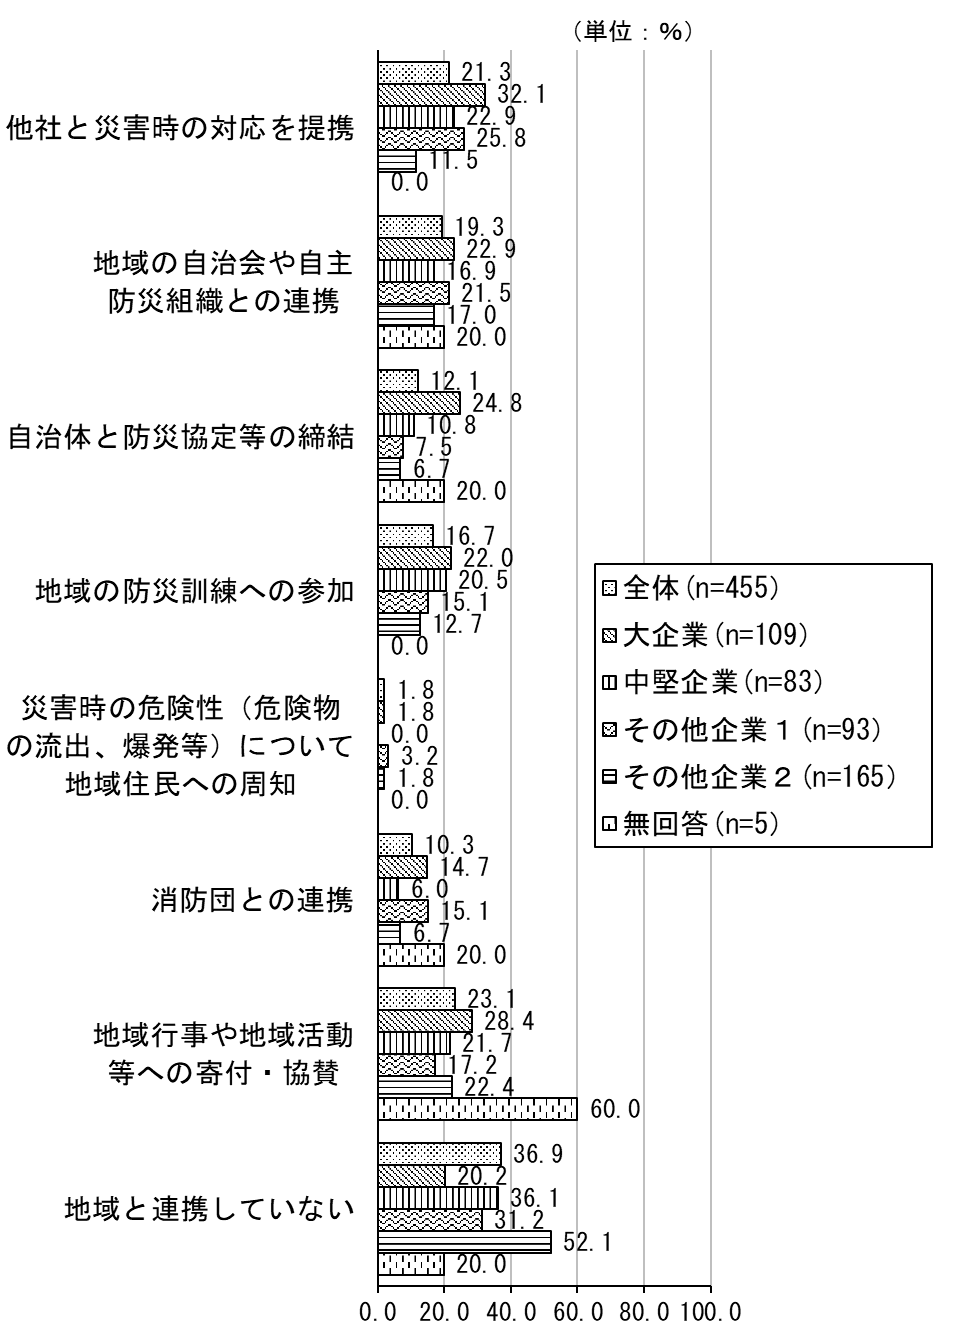 （単位：％）
他社と災害時の対応を提携
21.3
32.1
22.9
25.8
11.5
0.0
地域の自治会や自主
防災組織との連携
19.3
22.9
16.9
21.5
17.0
20.0
自治体と防災協定等の締結
12.1
24.8
10.8
7.5
6.7
20.0
地域の防災訓練への参加
16.7
22.0
20.5
15.1
12.7
0.0
災害時の危険性（危険物
の流出、爆発等）について
地域住民への周知
1.8
1.8
0.0
3.2
1.8
0.0
消防団との連携
10.3
14.7
6.0
15.1
6.7
20.0
地域行事や地域活動
等への寄付・協賛
23.1
28.4
21.7
17.2
22.4
60.0
地域と連携していない
36.9
20.2
36.1
31.2
52.1
20.0
0.0 20.0 40.0 60.0 80.0 100.0
全体(n=455)
大企業(n=109)
中堅企業(n=83)
その他企業１(n=93)
その他企業２(n=165)
無回答(n=5)